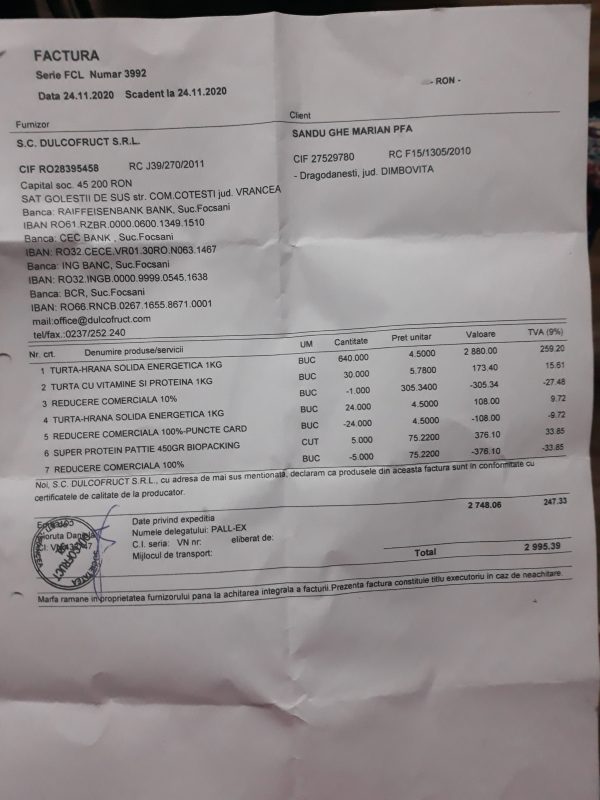 FACTURA
Serie FCL Numar 3992
Data 24.11.2020 Scadent la 24.11.2020
- RON -
Furnizor
Client
S.C. DULCOFRUCT S.R.L.
SANDU GHE MARIAN PFA
CIF RO28395458 RC J39/270/2011
CIF 27529780 RC F15/1305/2010
Capital soc. 45 200 RON
- Dragodanesti, jud. DIMBOVITA
SAT GOLESTII DE SUS str. COM.COTESTI jud. VRANCEA
Banca: RAIFFEISENBANK BANK, Suc.Focsani
IBAN RO61.RZBR.0000.0600.1349.1510
Banca: CEC BANK , Suc.Focsani
IBAN: RO32.CECE.VR01.30RO.N063.1467
Banca: ING BANC, Suc.Focsani
IBAN: RO32.INGB.0000.9999.0545.1638
Banca: BCR, Suc.Focsani
IBAN: RO66.RNCB.0267.1655.8671.0001
mail:office@dulcofruct.com
tel/fax.:0237/252 240
Nr. crt. Denumire produse/servicii UM Cantitate Pret unitar Valoare TVA (9%)
1 TURTA-HRANA SOLIDA ENERGETICA 1KG BUC 640.000 4.5000 2 880.00 259.20
2 TURTA CU VITAMINE SI PROTEINA 1KG BUC 30.000 5.7800 173.40 15.61
3 REDUCERE COMERCIALA 10% BUC -1.000 305.3400 -305.34 -27.48
4 TURTA-HRANA SOLIDA ENERGETICA 1KG BUC 24.000 4.5000 108.00 9.72
5 REDUCERE COMERCIALA 100%-PUNCTE CARD BUC -24.000 4.5000 -108.00 -9.72
6 SUPER PROTEIN PATTIE 450GR BIOPACKING CUT 5.000 75.2200 376.10 33.85
7 REDUCERE COMERCIALA 100% BUC -5.000 75.2200 -376.10 -33.85
Noi, S.C. DULCOFRUCT S.R.L., cu adresa de mai sus mentionată, declaram ca produsele din aceasta factura sunt in conformitate cu
certificatele de calitate de la producator.
2 748.06 247.33
Date privind expeditia
Numele delegatului: PALL-EX
C.I. seria: VN nr: eliberat de:
Mijlocul de transport:
DULCOFRUCT
SOCIETATEA
Total 2 995.39
Marfa ramane in proprietatea furnizorului pana la achitarea integrala a facturii.Prezenta factura constituie titlu executoriu in caz de neachitare.